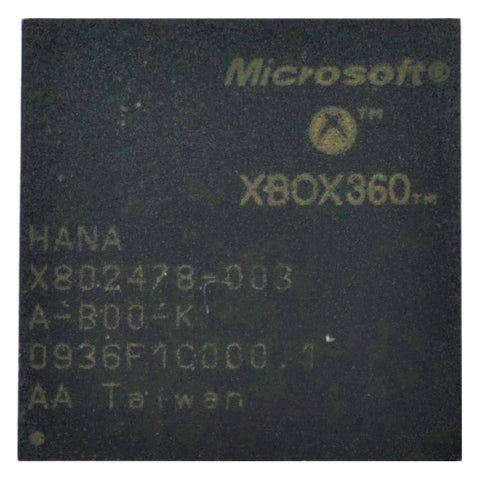 Microsoft®
™
XBOX360™
HANA
X802478-003
A-B00-K
0936F1C000.1
AA Taiwan